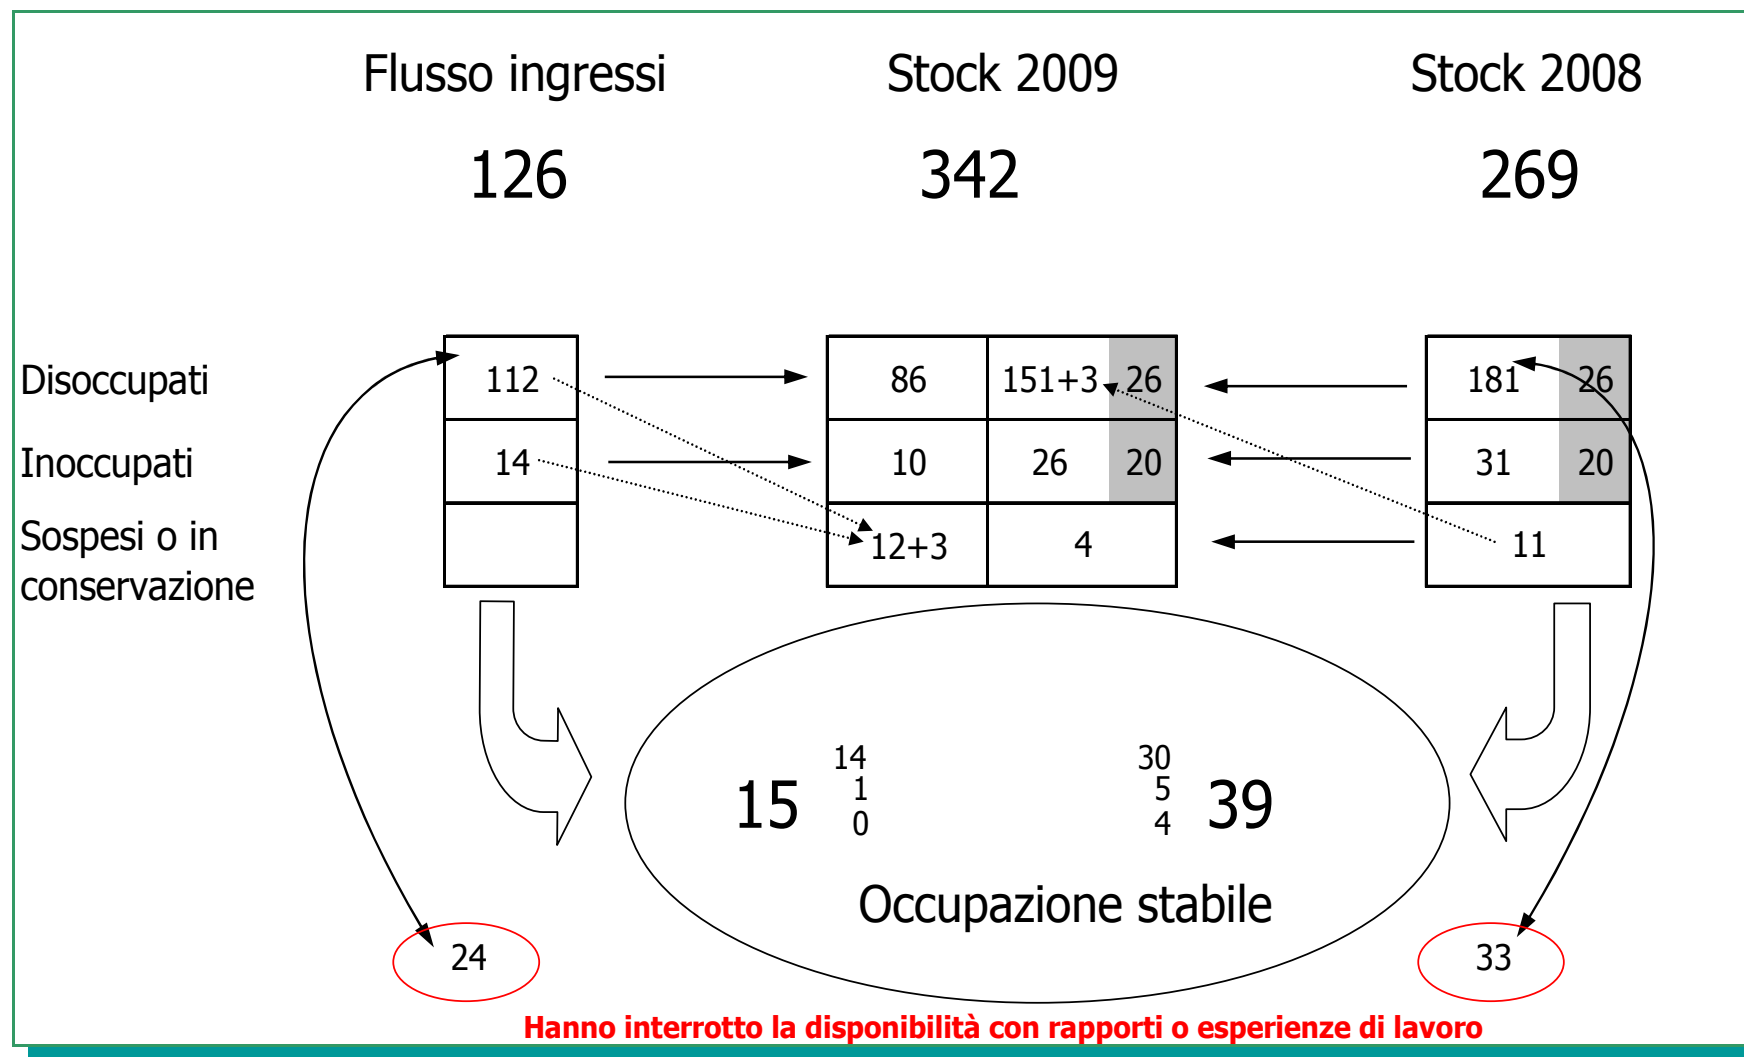 Flusso ingressi Stock 2009 Stock 2008
126 342 269
Disoccupati 112 86 151+3 26 181 26
Inoccupati 14 10 26 20 31 20
Sospesi o in
conservazione 12+3 4 11
14 30
15 1 5 39
0 4
Occupazione stabile
24 33
Hanno interrotto la disponibilità con rapporti o esperienze di lavoro